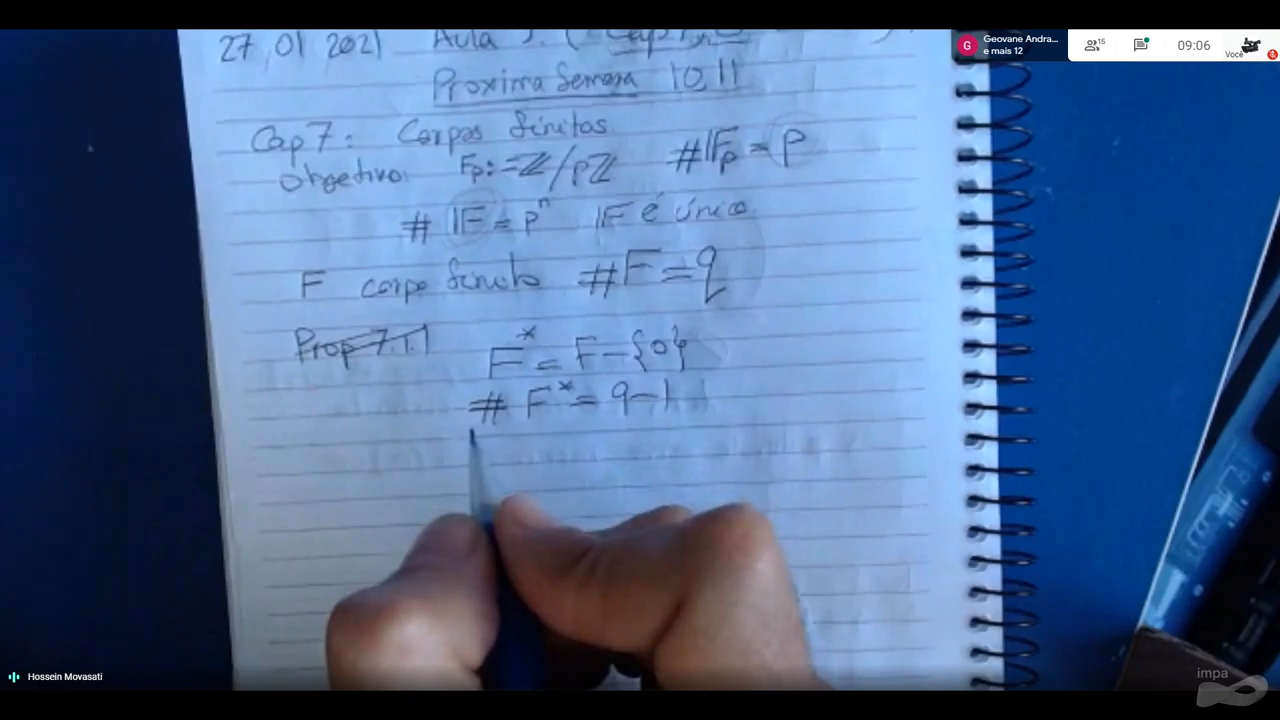 27 01 2021 Aula
Proxima Semana 10, 11
Cap 7: Corpos finitos
Objetivo: Fp := ℤ/pℤ #𝔽p = p
# 𝔽 = pⁿ 𝔽 é único.
F corpo finito #F = q
Prop 7.1.1 F* = F-{0}
# F* = q-1
G Geovane Andra...
e mais 12
15
09:06
Você
Hossein Movasati
impa